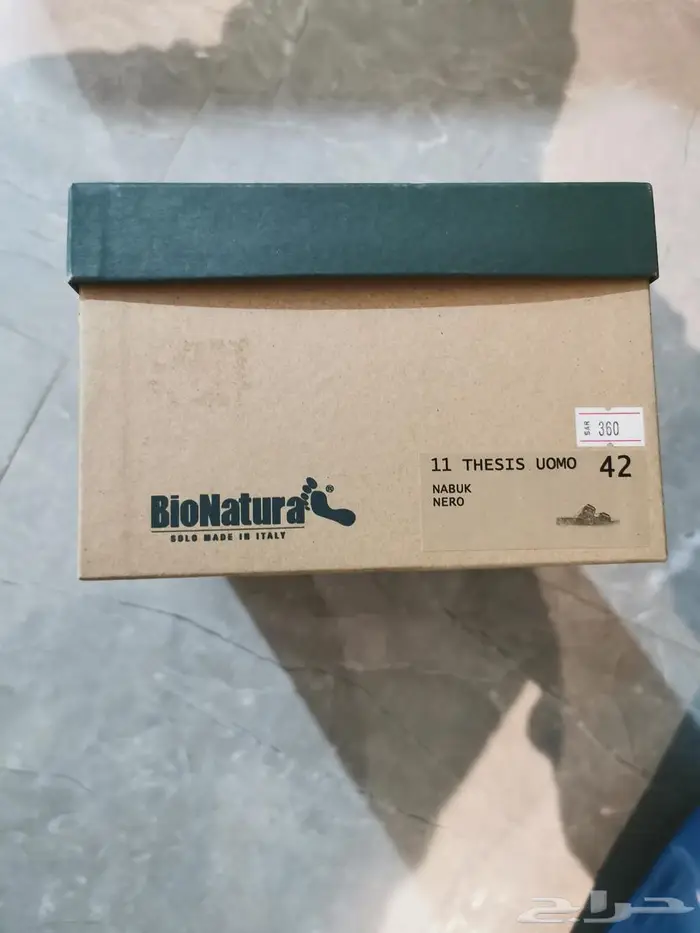 SAR 360
11 THESIS UOMO 42
NABUK
NERO
BioNatura®
SOLO MADE IN ITALY
حراج